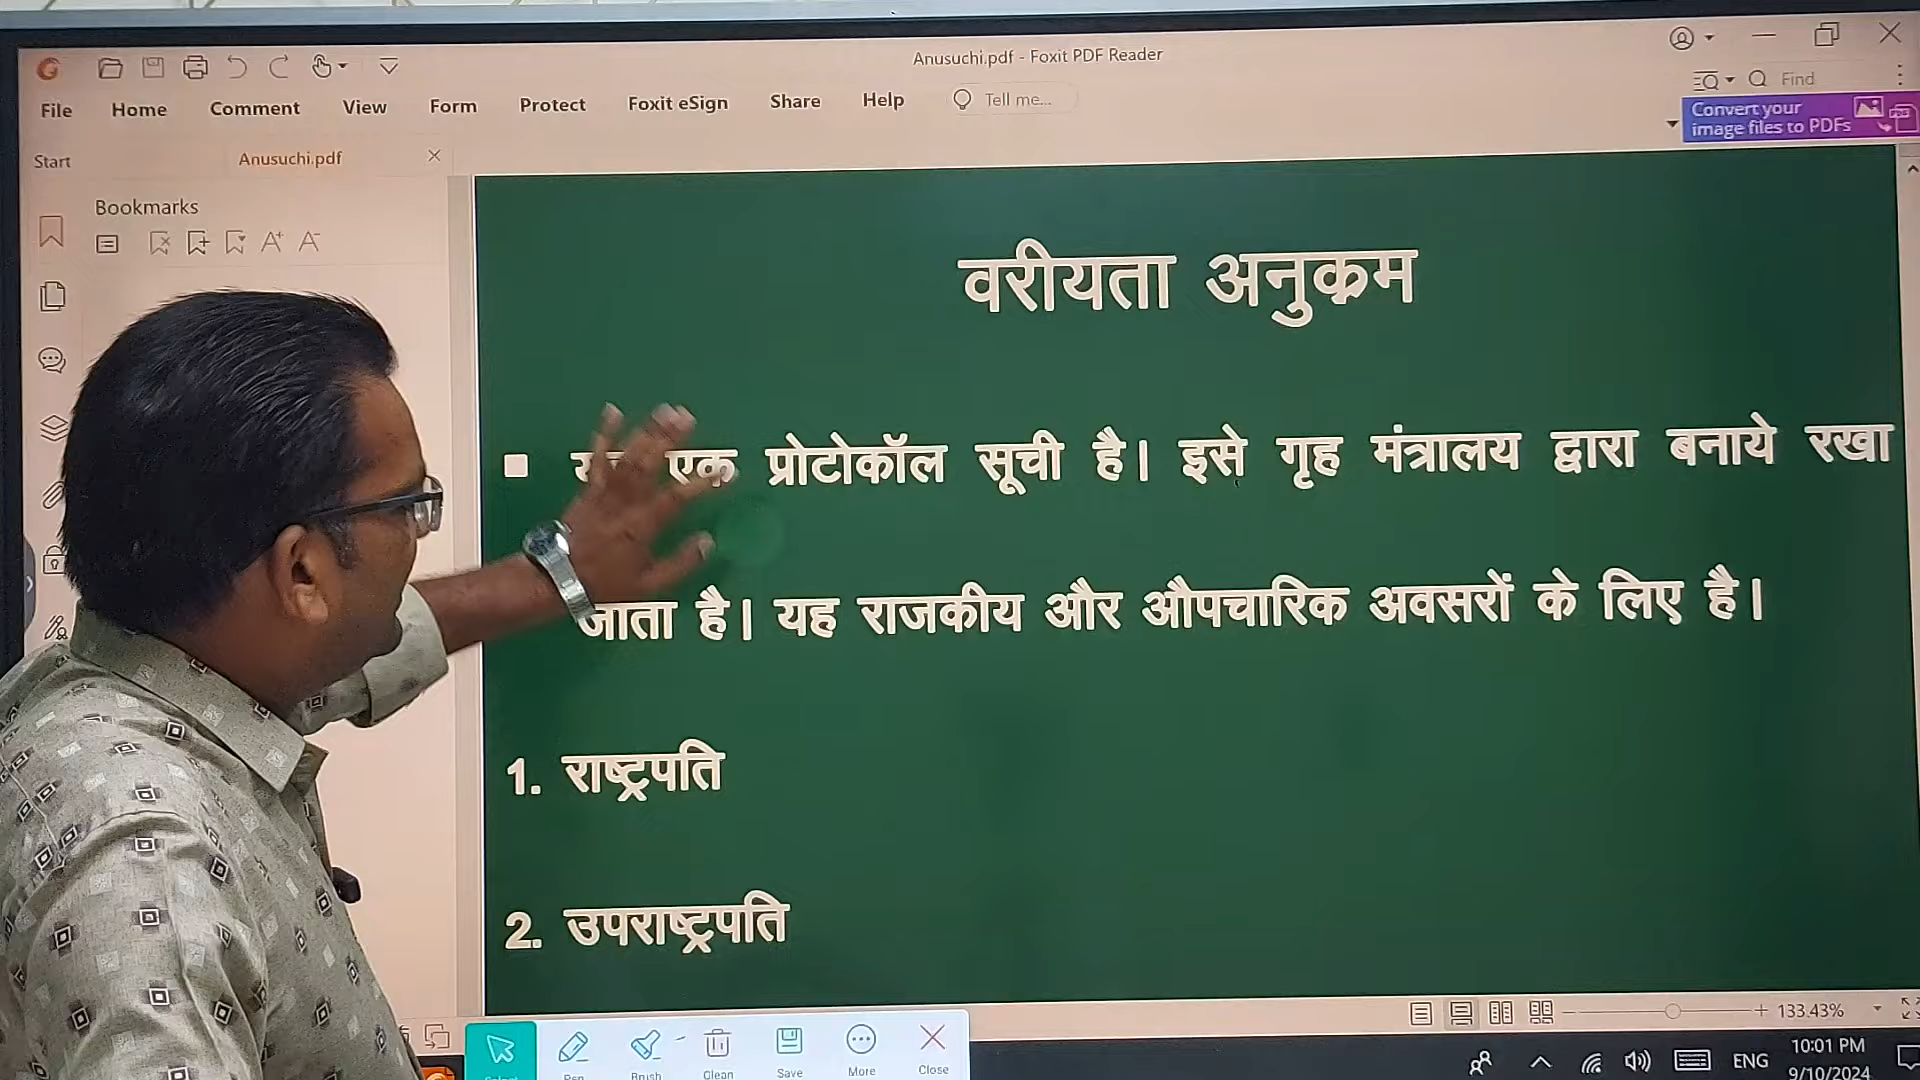 Anusuchi.pdf - Foxit PDF Reader
File Home Comment View Form Protect Foxit eSign Share Help Tell me... Find
Convert your
image files to PDFs
Start Anusuchi.pdf
Bookmarks
वरीयता अनुक्रम
एक प्रोटोकॉल सूची है। इसे गृह मंत्रालय द्वारा बनाये रखा
जाता है। यह राजकीय और औपचारिक अवसरों के लिए है।
1. राष्ट्रपति
2. उपराष्ट्रपति
133.43%
Pen Brush Clean Save More Close
ENG 10:01 PM
9/10/2024